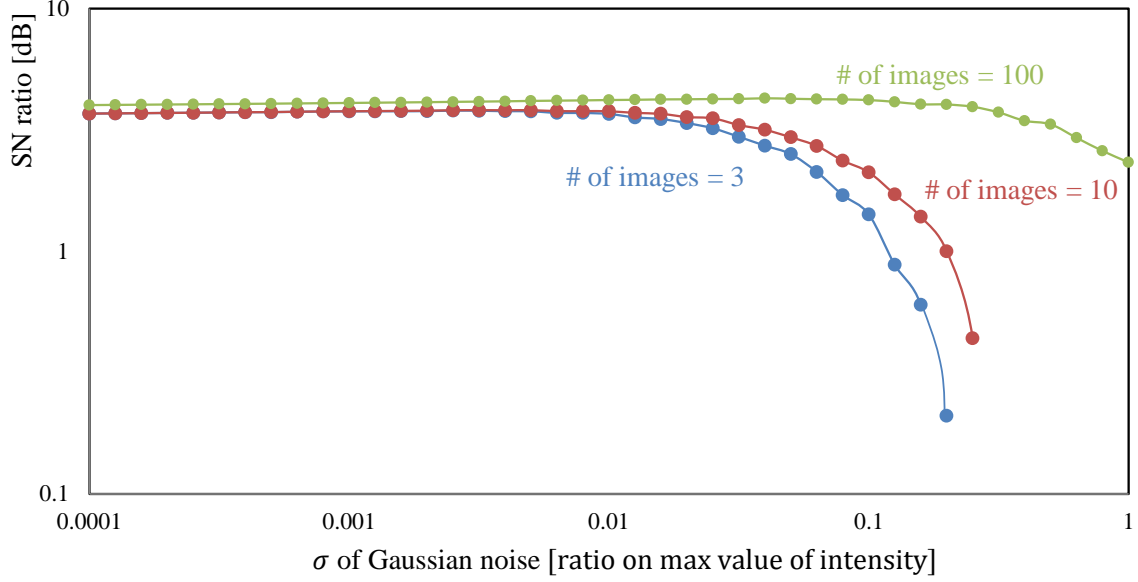 10
SN ratio [dB]
# of images = 100
# of images = 3
# of images = 10
1
0.1
0.0001
0.001
0.01
0.1
1
σ of Gaussian noise [ratio on max value of intensity]